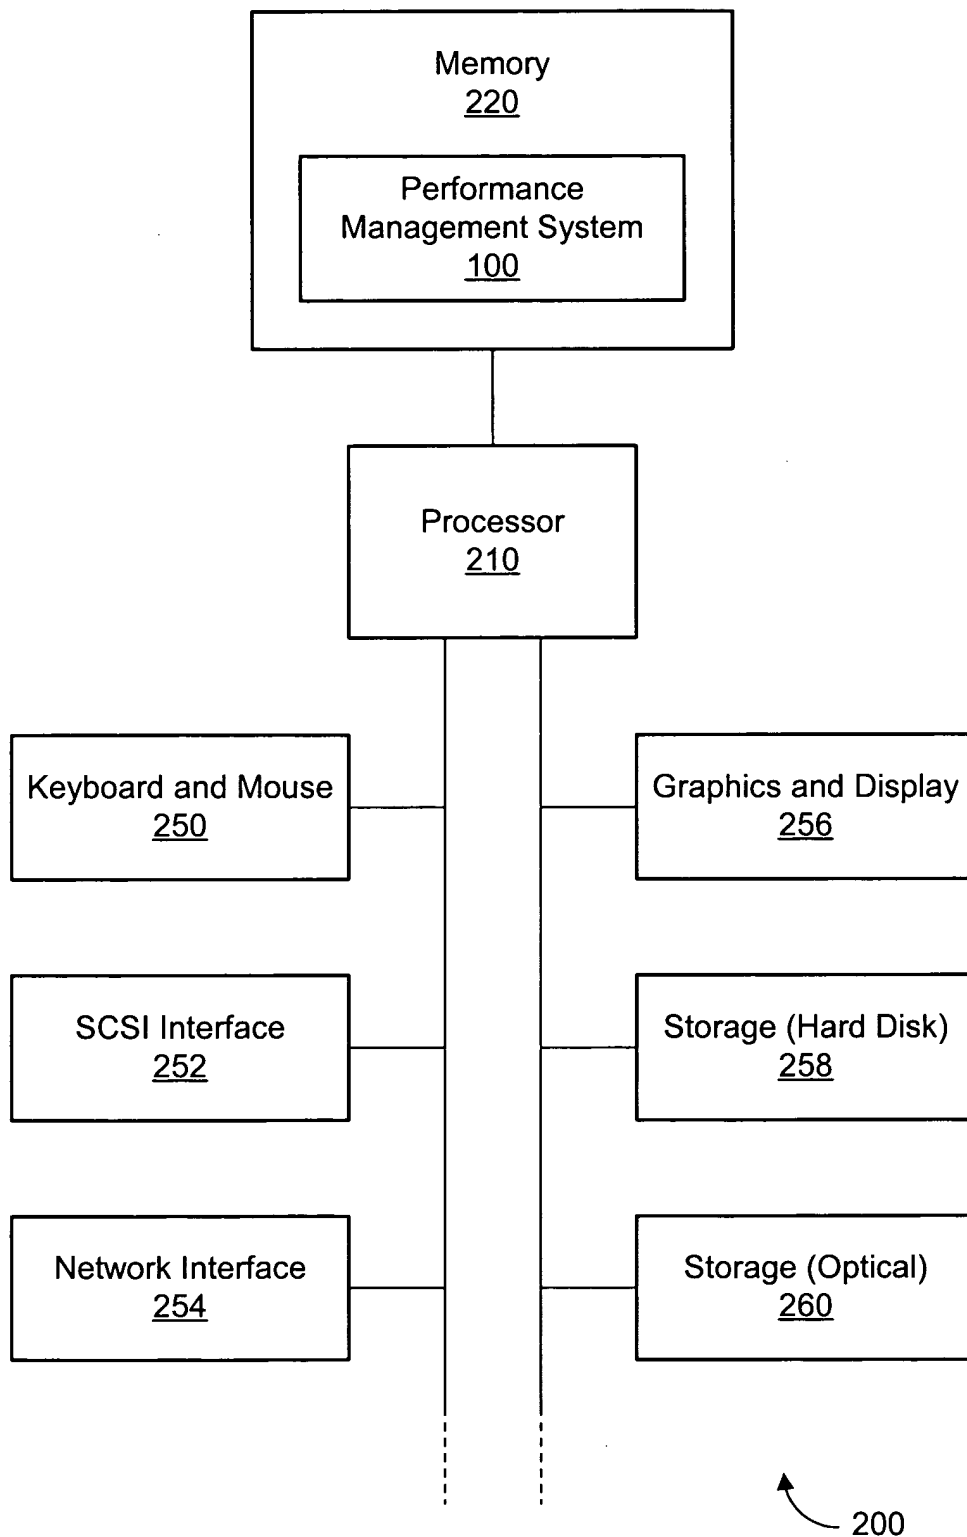 Memory
220
Performance
Management System
100
Processor
210
Keyboard and Mouse
250
Graphics and Display
256
SCSI Interface
252
Storage (Hard Disk)
258
Network Interface
254
Storage (Optical)
260
200